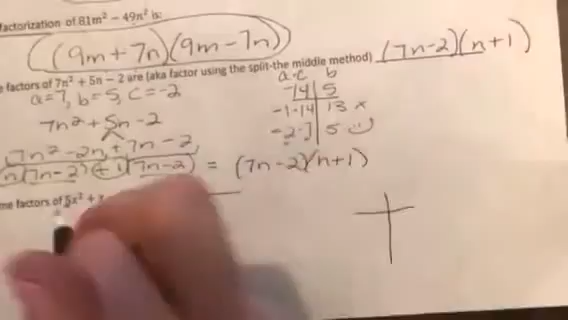 factorization of 81m² – 49n² is:
((9m+7n)(9m-7n))
(7n-2)(n+1)
e factors of 7n² + 5n – 2 are (aka factor using the split-the middle method)
a=7, b=5, c=-2
a·c b
-14 5
7n²+5n-2
-1·14 13 x
-2·7 5
7n²-2n+7n-2
n(7n-2)+1(7n-2) = (7n-2)(n+1)
me factors of 5x² +